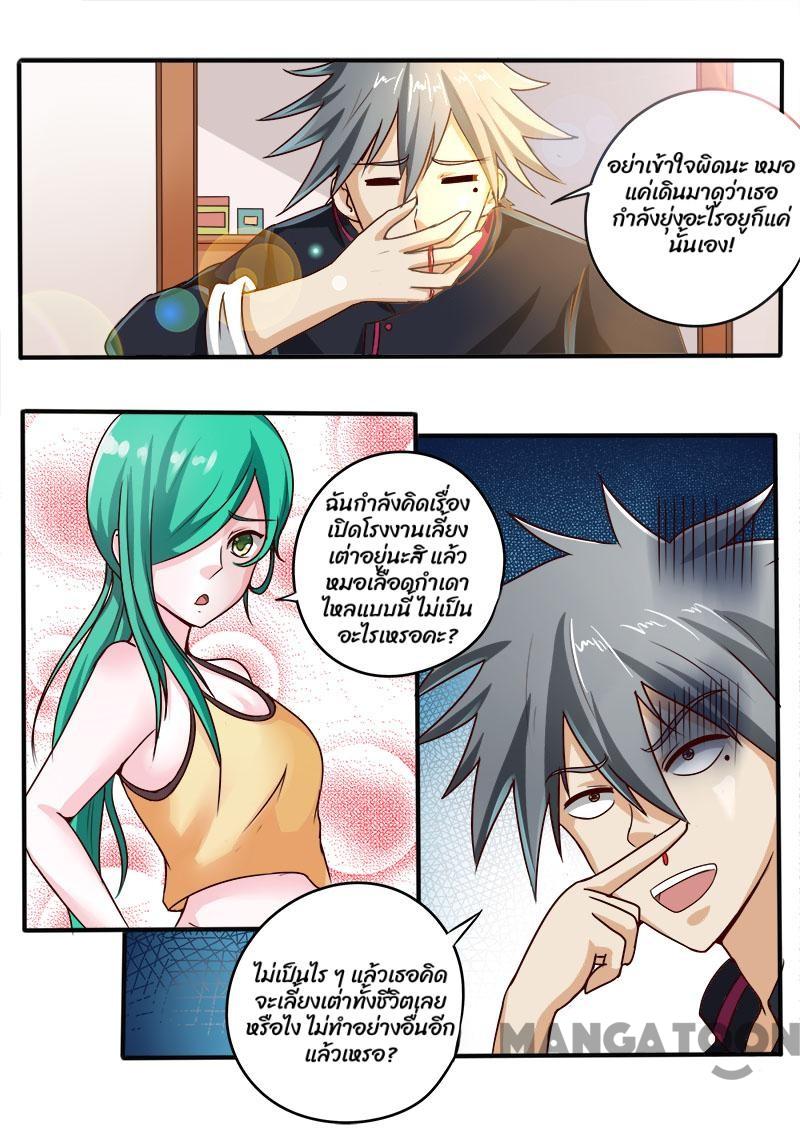 อย่าเข้าใจผิดนะ หมอ
แค่เดินมาดูว่าเธอ
กำลังยุ่งอะไรอยู่ก็แค่
นั้นเอง!
ฉันกำลังคิดเรื่อง
เปิดโรงงานเลี้ยง
เต่าอยู่นะสิ แล้ว
หมอเลือดกำเดา
ไหลแบบนี้ ไม่เป็น
อะไรเหรอคะ?
ไม่เป็นไร ๆ แล้วเธอคิด
จะเลี้ยงเต่าทั้งชีวิตเลย
หรือไง ไม่ทำอย่างอื่นอีก
แล้วเหรอ?
MANGATOON